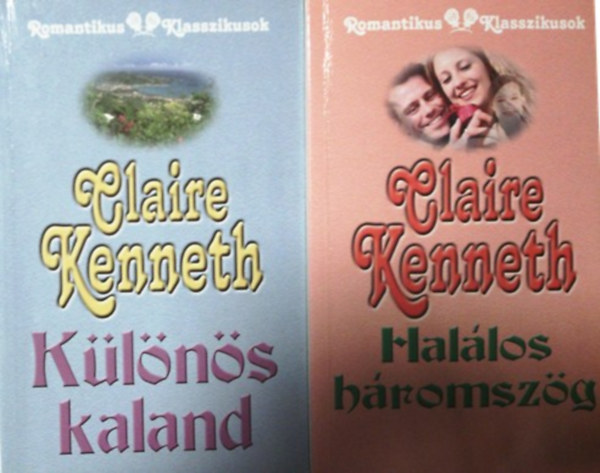 Romantikus Klasszikusok
Claire
Kenneth
Különös
kaland
Romantikus Klasszikusok
Claire
Kenneth
Halálos
háromszög